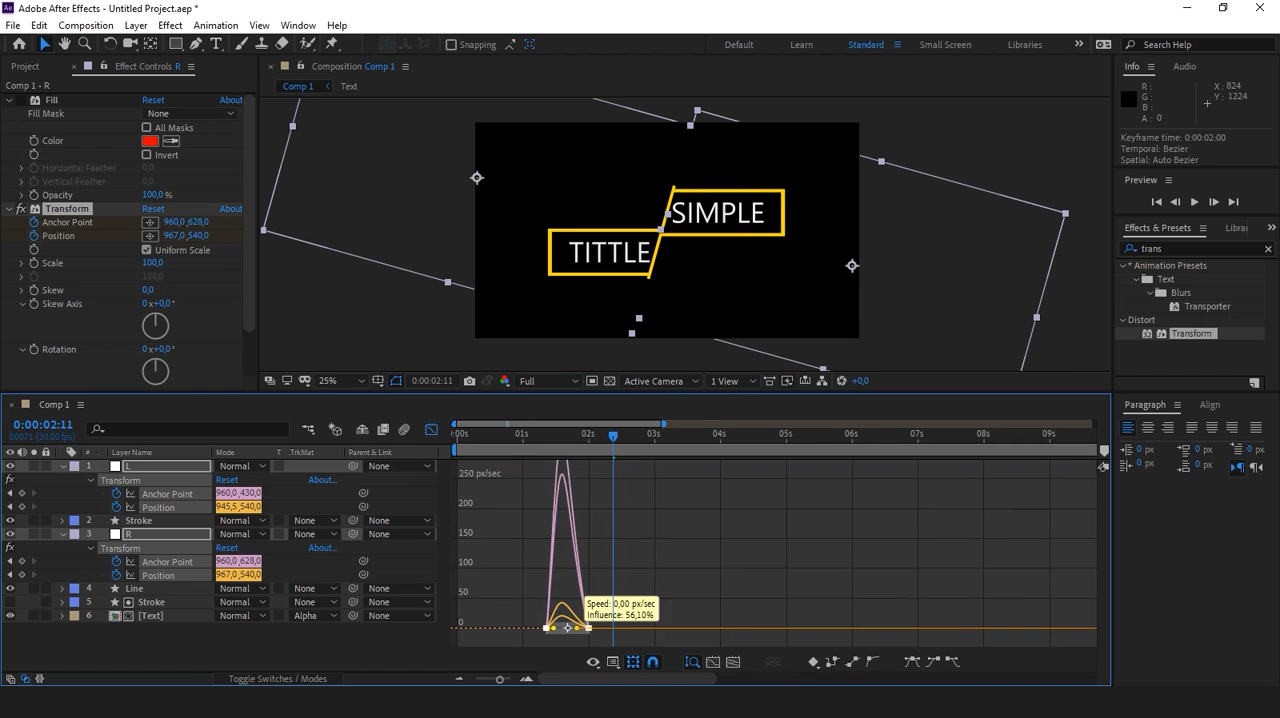 Adobe After Effects - Untitled Project.aep *
File Edit Composition Layer Effect Animation View Window Help
Snapping Default Learn Standard Small Screen Libraries Search Help
Project Effect Controls R Composition Comp 1 Info Audio
Comp 1 · R
Comp 1 Text
Fill Reset About
Fill Mask None
All Masks
Color
Invert
Horizontal Feather 0,0
Vertical Feather 0,0
Opacity 100,0 %
Transform Reset About
Anchor Point 960,0 ,628,0
Position 967,0 ,540,0
Uniform Scale
Scale 100,0
100,0
Skew 0,0
Skew Axis 0 x+0,0 °
Rotation 0 x+0,0 °
SIMPLE
TITTLE
25% 0:00:02:11 Full Active Camera 1 View +0,0
R :
G :
B :
A : 0
X : 824
Y : 1224
Keyframe time: 0:00:02:00
Temporal: Bezier
Spatial: Auto Bezier
Preview
Effects & Presets Librar
trans
* Animation Presets
Text
Blurs
Transporter
Distort
Transform
Paragraph Align
0 px 0 px 0 px
0 px 0 px
Comp 1
0:00:02:11
00071 (30.00 fps)
:00s 01s 02s 03s 04s 05s 06s 07s 08s 09s
# Layer Name Mode T .TrkMat Parent & Link
1 L Normal None
Transform Reset About...
Anchor Point 960,0,430,0
Position 945,5,540,0
2 Stroke Normal None None
3 R Normal None None
Transform Reset About...
Anchor Point 960,0,628,0
Position 967,0,540,0
4 Line Normal None None
5 Stroke Normal None None
6 [Text] Normal Alpha None
250 px/sec
200
150
100
50
0
Speed: 0,00 px/sec
Influence: 56,10%
Toggle Switches / Modes